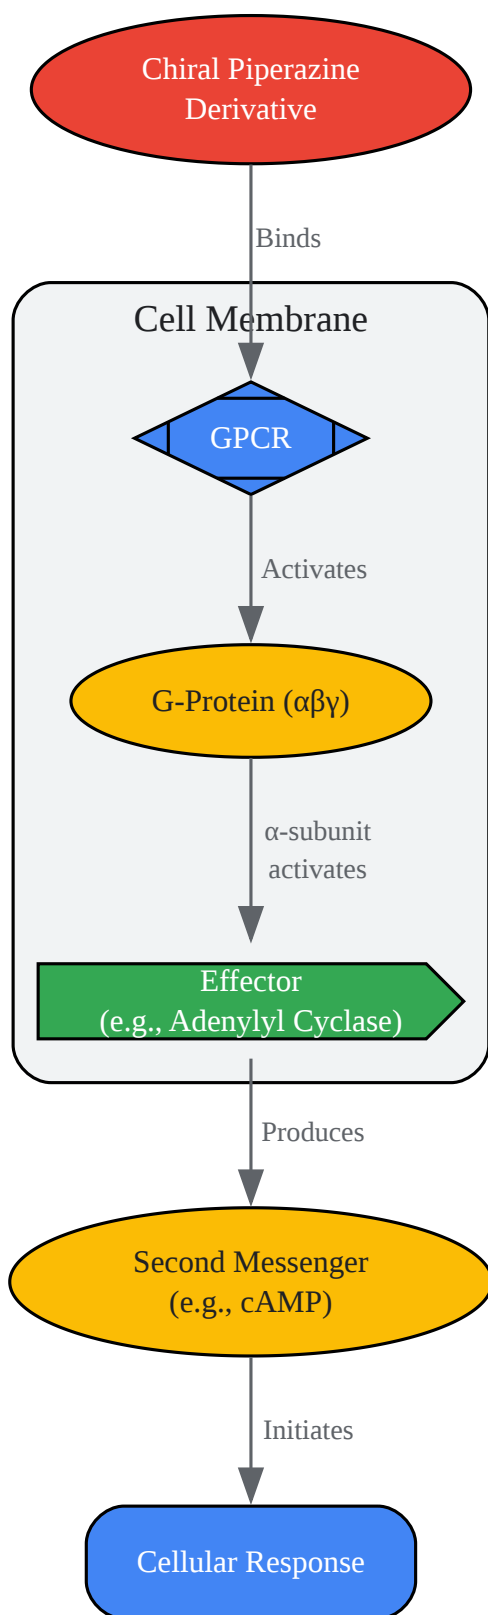 Chiral Piperazine
Derivative
Binds
Cell Membrane
GPCR
Activates
G-Protein (αβγ)
α-subunit
activates
Effector
(e.g., Adenylyl Cyclase)
Produces
Second Messenger
(e.g., cAMP)
Initiates
Cellular Response